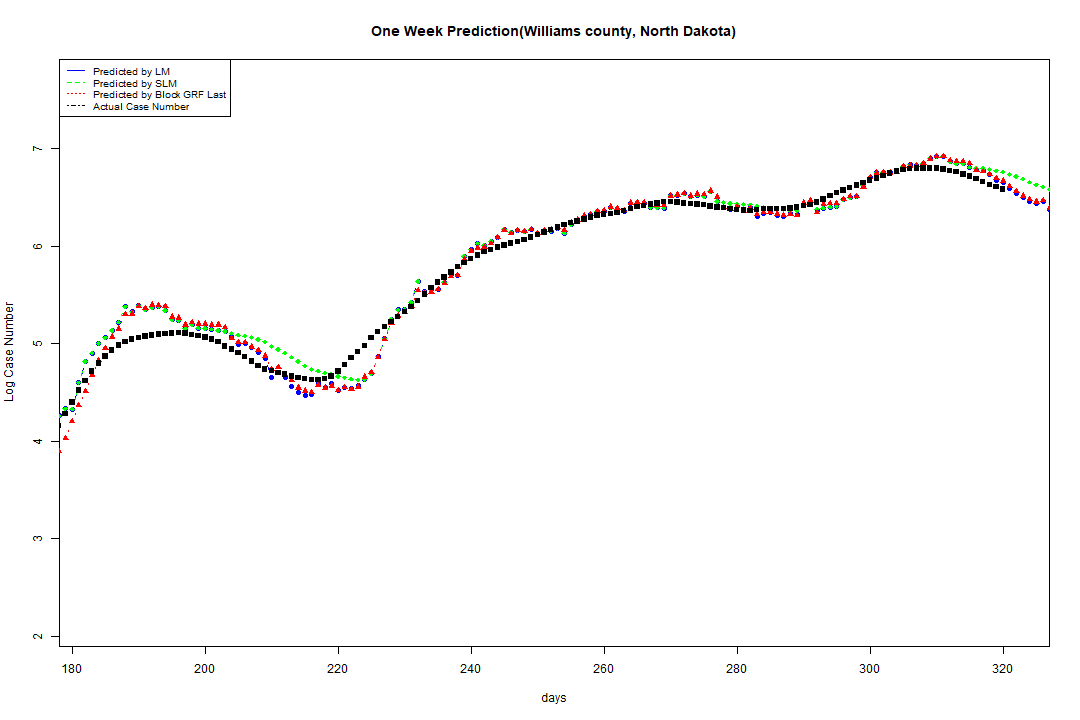 One Week Prediction(Williams county, North Dakota)
Predicted by LM
Predicted by SLM
Predicted by Block GRF Last
Actual Case Number
7
6
5
4
3
2
Log Case Number
180 200 220 240 260 280 300 320
days